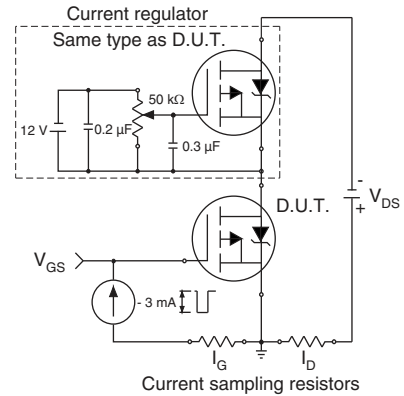 Current regulator
Same type as D.U.T.
50 kΩ
12 V
0.2 μF
0.3 μF
-
+
V_DS
D.U.T.
V_GS
- 3 mA
I_G
I_D
Current sampling resistors